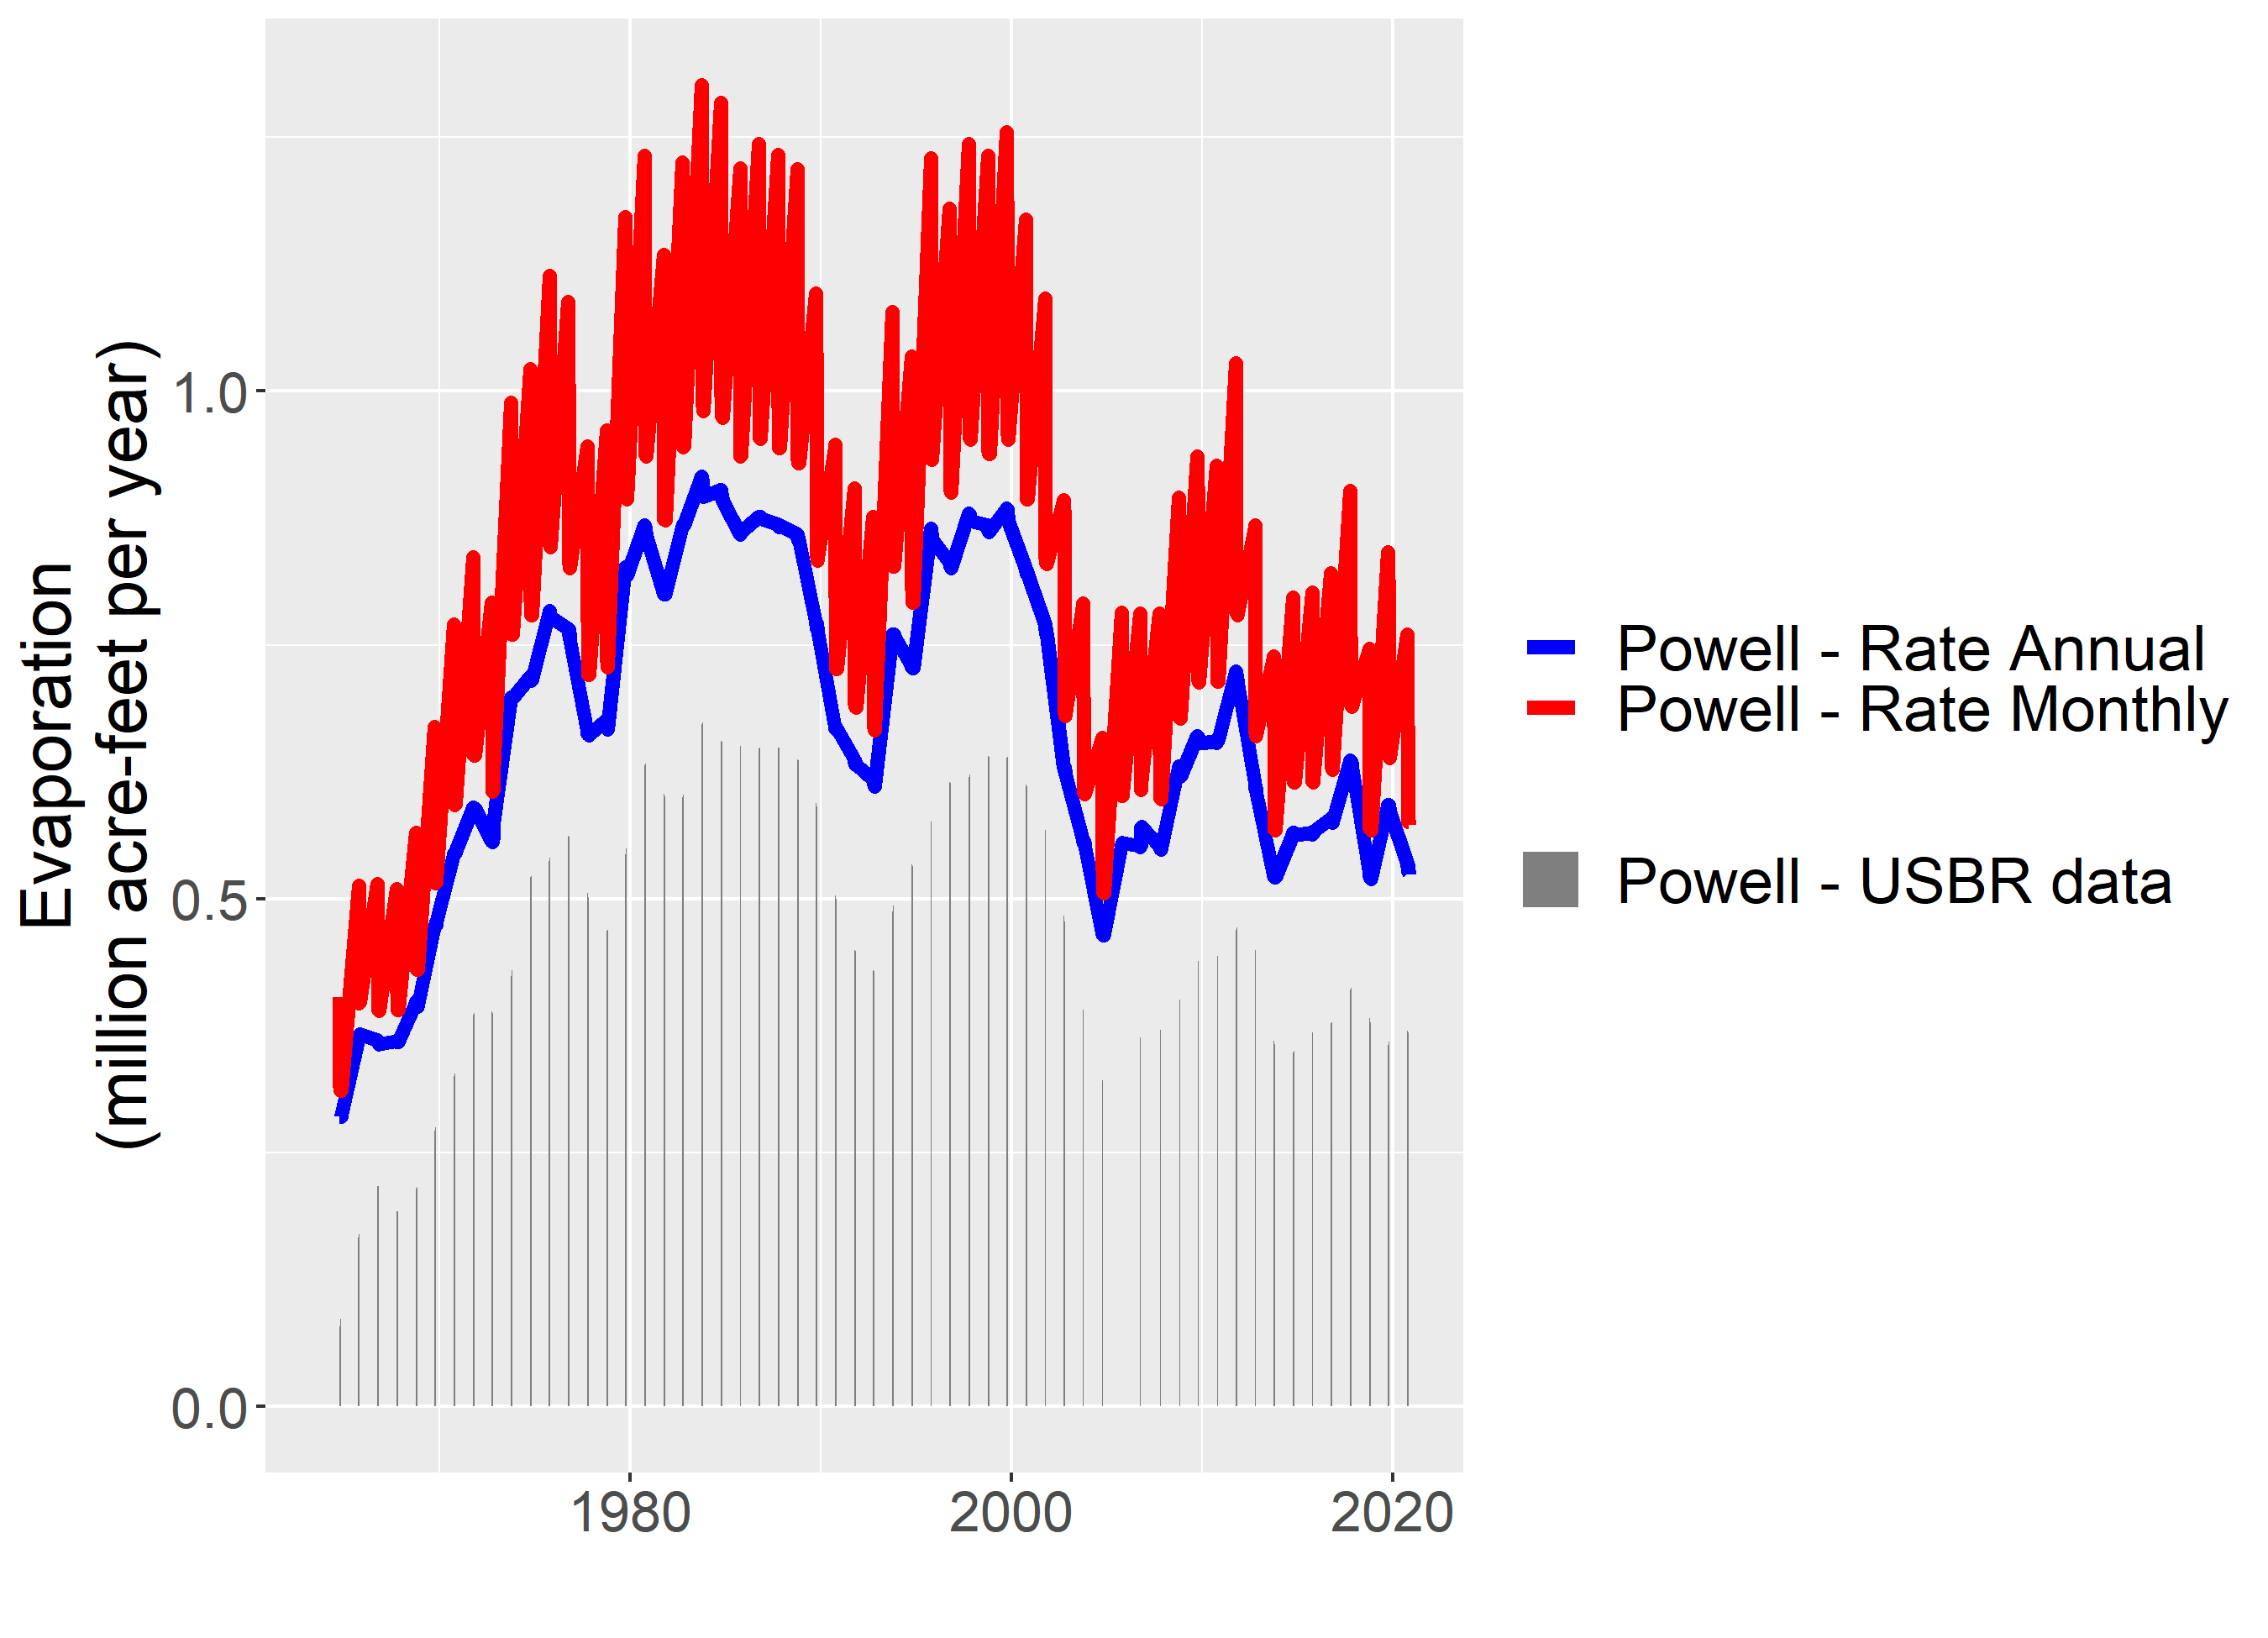 Evaporation
(million acre-feet per year)
1.0
0.5
0.0
1980 2000 2020
Powell - Rate Annual
Powell - Rate Monthly
Powell - USBR data